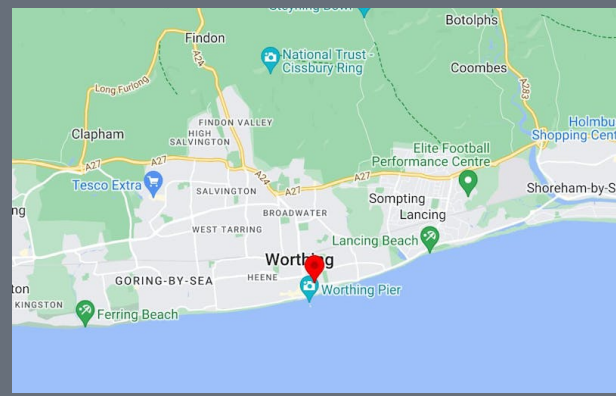 Steyning Bowl
Botolphs
Findon
A24
National Trust -
Cissbury Ring
Coombes
A283
Long Furlong
FINDON VALLEY
HIGH
SALVINGTON
Clapham
Holmbu
Shopping Cent
Elite Football
Performance Centre
A27
A27
A24
A27
A27
Tesco Extra
SALVINGTON
Sompting
Lancing
Shoreham-by-S
ng
BROADWATER
WEST TARRING
Lancing Beach
Worthing
HEENE
GORING-BY-SEA
ton
KINGSTON
Worthing Pier
Ferring Beach